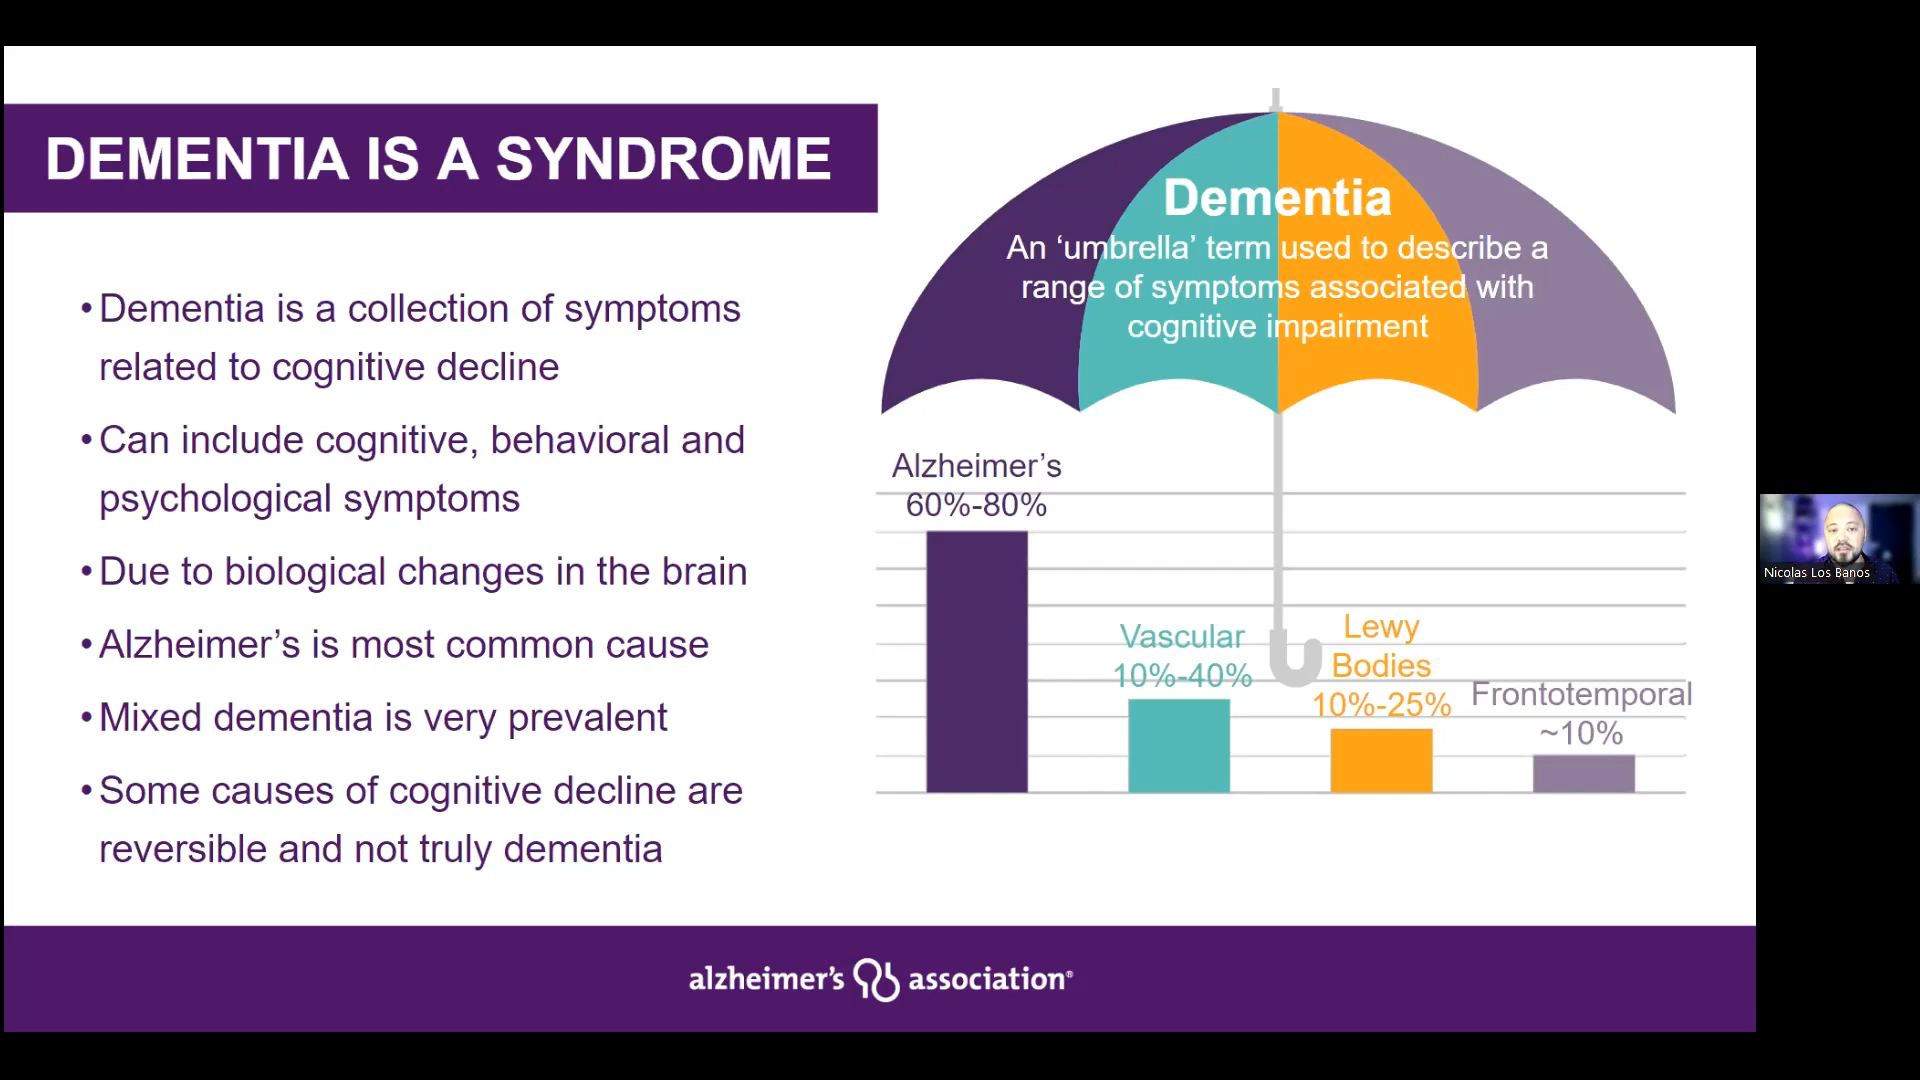 DEMENTIA IS A SYNDROME
•Dementia is a collection of symptoms
related to cognitive decline
•Can include cognitive, behavioral and
psychological symptoms
•Due to biological changes in the brain
•Alzheimer’s is most common cause
•Mixed dementia is very prevalent
•Some causes of cognitive decline are
reversible and not truly dementia
Dementia
An ‘umbrella’ term used to describe a
range of symptoms associated with
cognitive impairment
Alzheimer’s
60%-80%
Vascular
10%-40%
Lewy
Bodies
10%-25%
Frontotemporal
~10%
Nicolas Los Banos
alzheimer’s association®